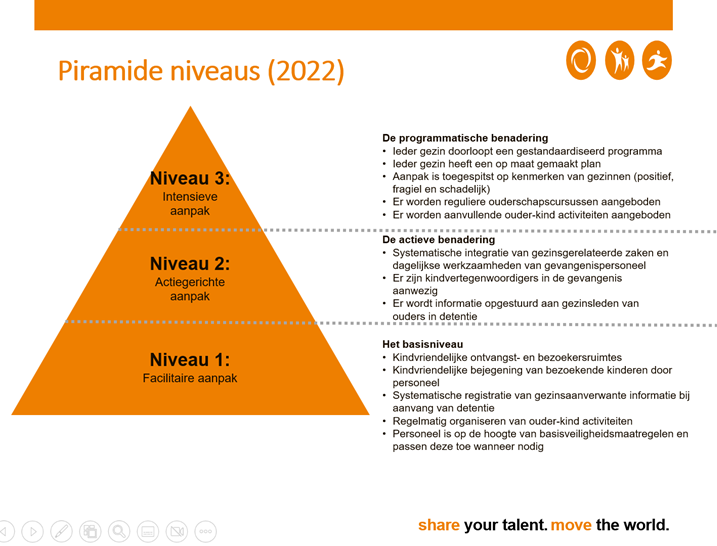 Piramide niveaus (2022)
Niveau 3:
Intensieve
aanpak
De programmatische benadering
• Ieder gezin doorloopt een gestandaardiseerd programma
• Ieder gezin heeft een op maat gemaakt plan
• Aanpak is toegespitst op kenmerken van gezinnen (positief,
fragiel en schadelijk)
• Er worden reguliere ouderschapscursussen aangeboden
• Er worden aanvullende ouder-kind activiteiten aangeboden
Niveau 2:
Actiegerichte
aanpak
De actieve benadering
• Systematische integratie van gezinsgerelateerde zaken en
dagelijkse werkzaamheden van gevangenispersoneel
• Er zijn kindvertegenwoordigers in de gevangenis
aanwezig
• Er wordt informatie opgestuurd aan gezinsleden van
ouders in detentie
Niveau 1:
Facilitaire aanpak
Het basisniveau
• Kindvriendelijke ontvangst- en bezoekersruimtes
• Kindvriendelijke bejegening van bezoekende kinderen door
personeel
• Systematische registratie van gezinsaanverwante informatie bij
aanvang van detentie
• Regelmatig organiseren van ouder-kind activiteiten
• Personeel is op de hoogte van basisveiligheidsmaatregelen en
passen deze toe wanneer nodig
share your talent. move the world.